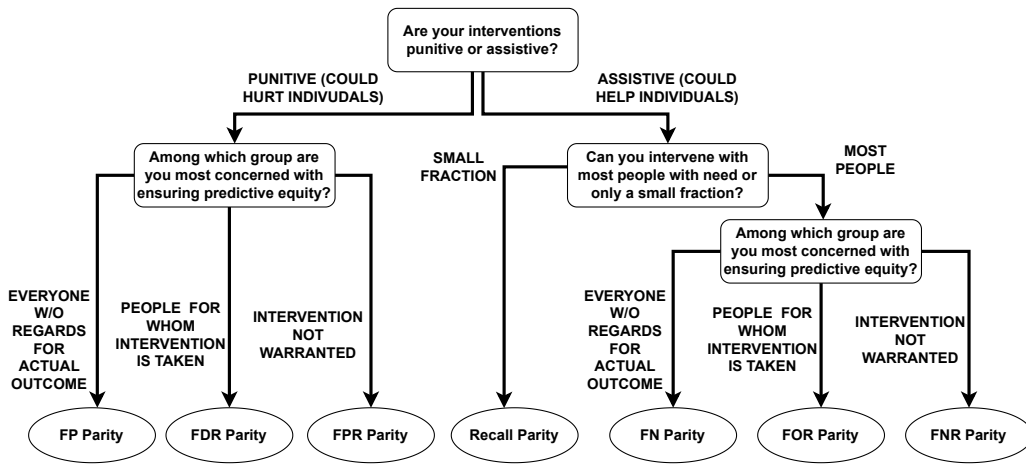 Are your interventions
punitive or assistive?
PUNITIVE (COULD
HURT INDIVUDALS)
ASSISTIVE (COULD
HELP INDIVIDUALS)
Among which group are
you most concerned with
ensuring predictive equity?
SMALL
FRACTION
Can you intervene with
most people with need or
only a small fraction?
MOST
PEOPLE
Among which group are
you most concerned with
ensuring predictive equity?
EVERYONE
W/O
REGARDS
FOR
ACTUAL
OUTCOME
PEOPLE FOR
WHOM
INTERVENTION
IS TAKEN
INTERVENTION
NOT
WARRANTED
EVERYONE
W/O
REGARDS
FOR
ACTUAL
OUTCOME
PEOPLE FOR
WHOM
INTERVENTION
IS TAKEN
INTERVENTION
NOT
WARRANTED
FP Parity
FDR Parity
FPR Parity
Recall Parity
FN Parity
FOR Parity
FNR Parity